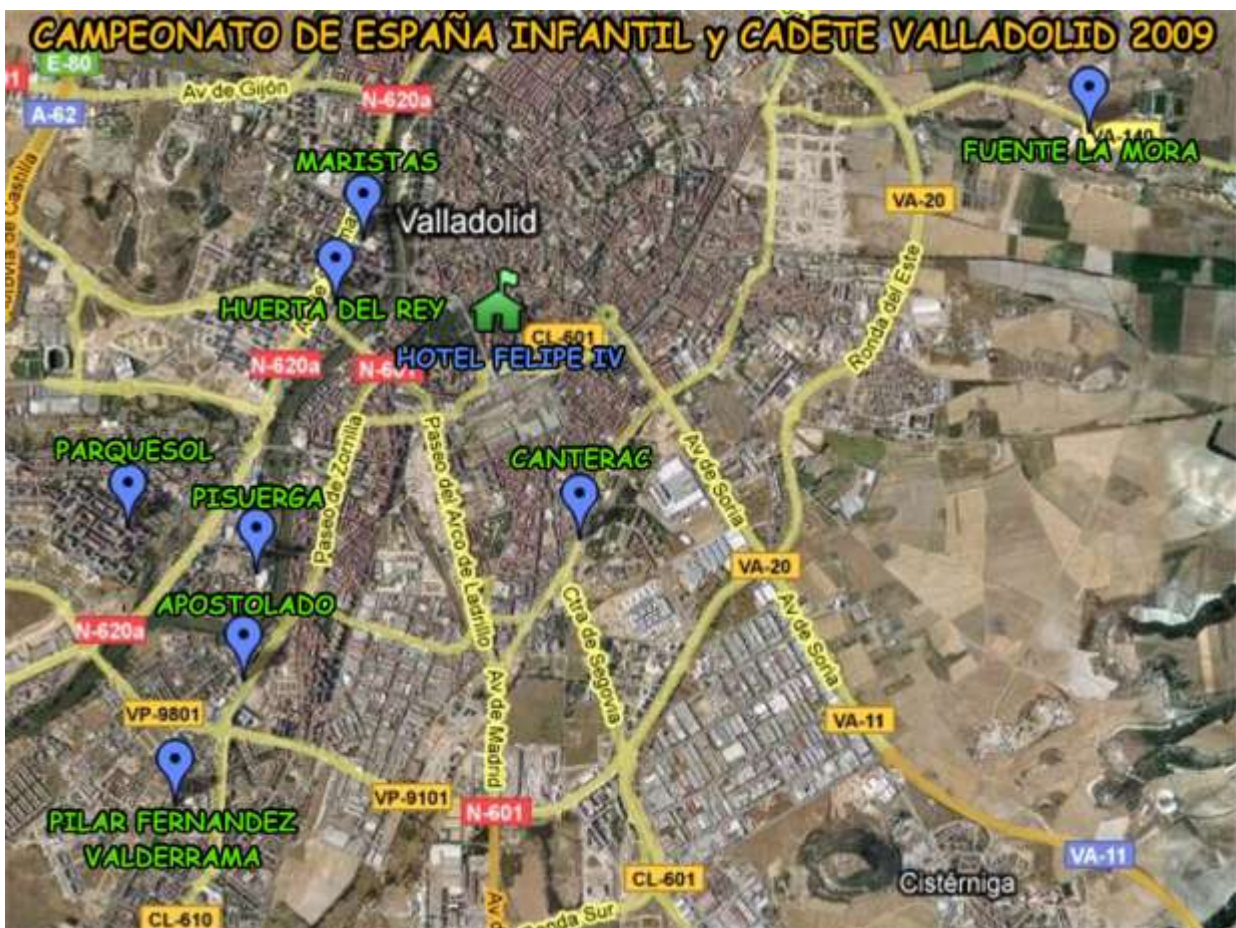 CAMPEONATO DE ESPAÑA INFANTIL y CADETE VALLADOLID 2009
E-80
Av de Gijón
N-620a
A-62
VA-140
FUENTE LA MORA
MARISTAS
VA-20
Valladolid
HUERTA DEL REY
Ronda del Este
CL-601
HOTEL FELIPE IV
N-620a
N-601
PARQUESOL
CANTERAC
PISUERGA
Paseo de Zorrilla
Paseo del Arco de Ladrillo
Av de Soria
VA-20
APOSTOLADO
N-620a
Ctra de Segovia
Av de Soria
VP-9801
Av de Madrid
VA-11
VP-9101
N-601
PILAR FERNANDEZ
VALDERRAMA
VA-11
CL-601
Cistérniga
CL-610
Ronda Sur